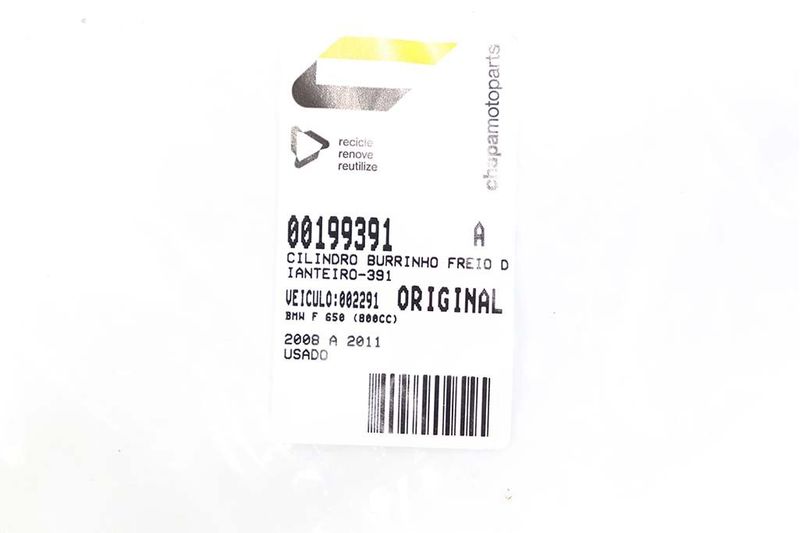 chapamotoparts
recicle
renove
reutilize
00199391 A
CILINDRO BURRINHO FREIO D
IANTEIRO-391
VEICULO:002291 ORIGINAL
BMW F 650 (800CC)
2008 A 2011
USADO